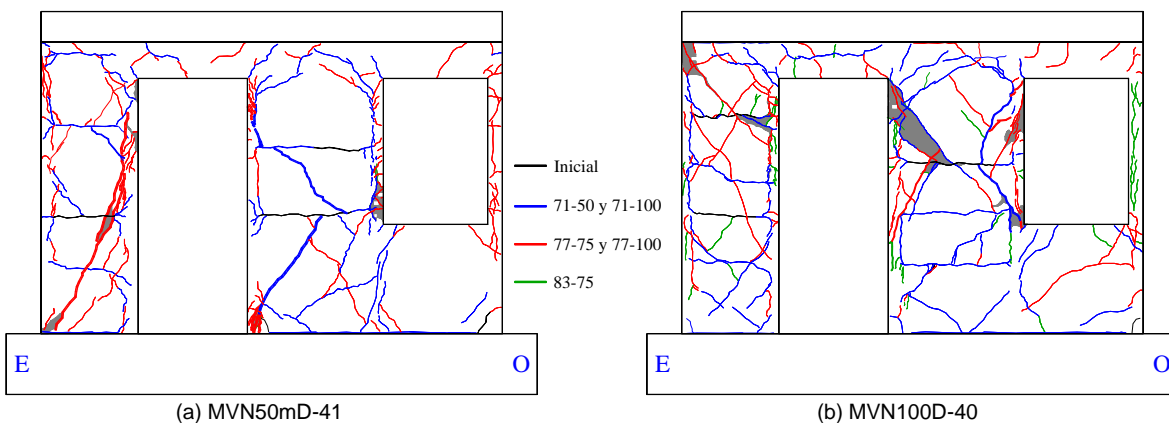 Inicial
71-50 y 71-100
77-75 y 77-100
83-75
E O
E O
(a) MVN50mD-41
(b) MVN100D-40